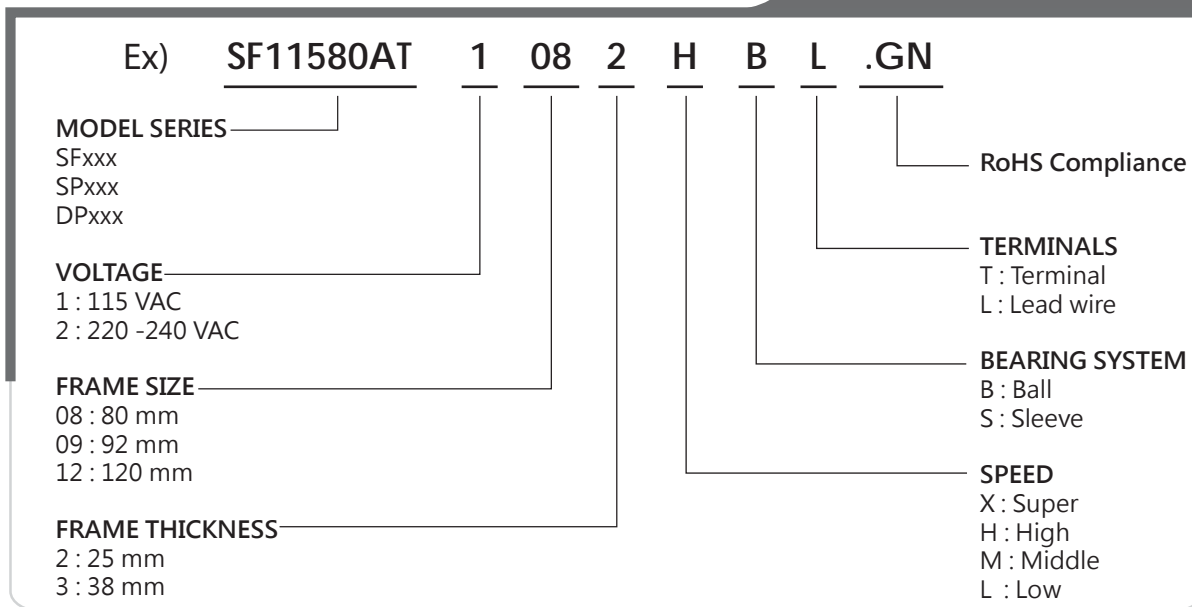 Ex) SF11580AT 1 08 2 H B L .GN
MODEL SERIES
SFxxx
SPxxx
DPxxx
VOLTAGE
1 : 115 VAC
2 : 220 -240 VAC
FRAME SIZE
08 : 80 mm
09 : 92 mm
12 : 120 mm
FRAME THICKNESS
2 : 25 mm
3 : 38 mm
RoHS Compliance
TERMINALS
T : Terminal
L : Lead wire
BEARING SYSTEM
B : Ball
S : Sleeve
SPEED
X : Super
H : High
M : Middle
L : Low